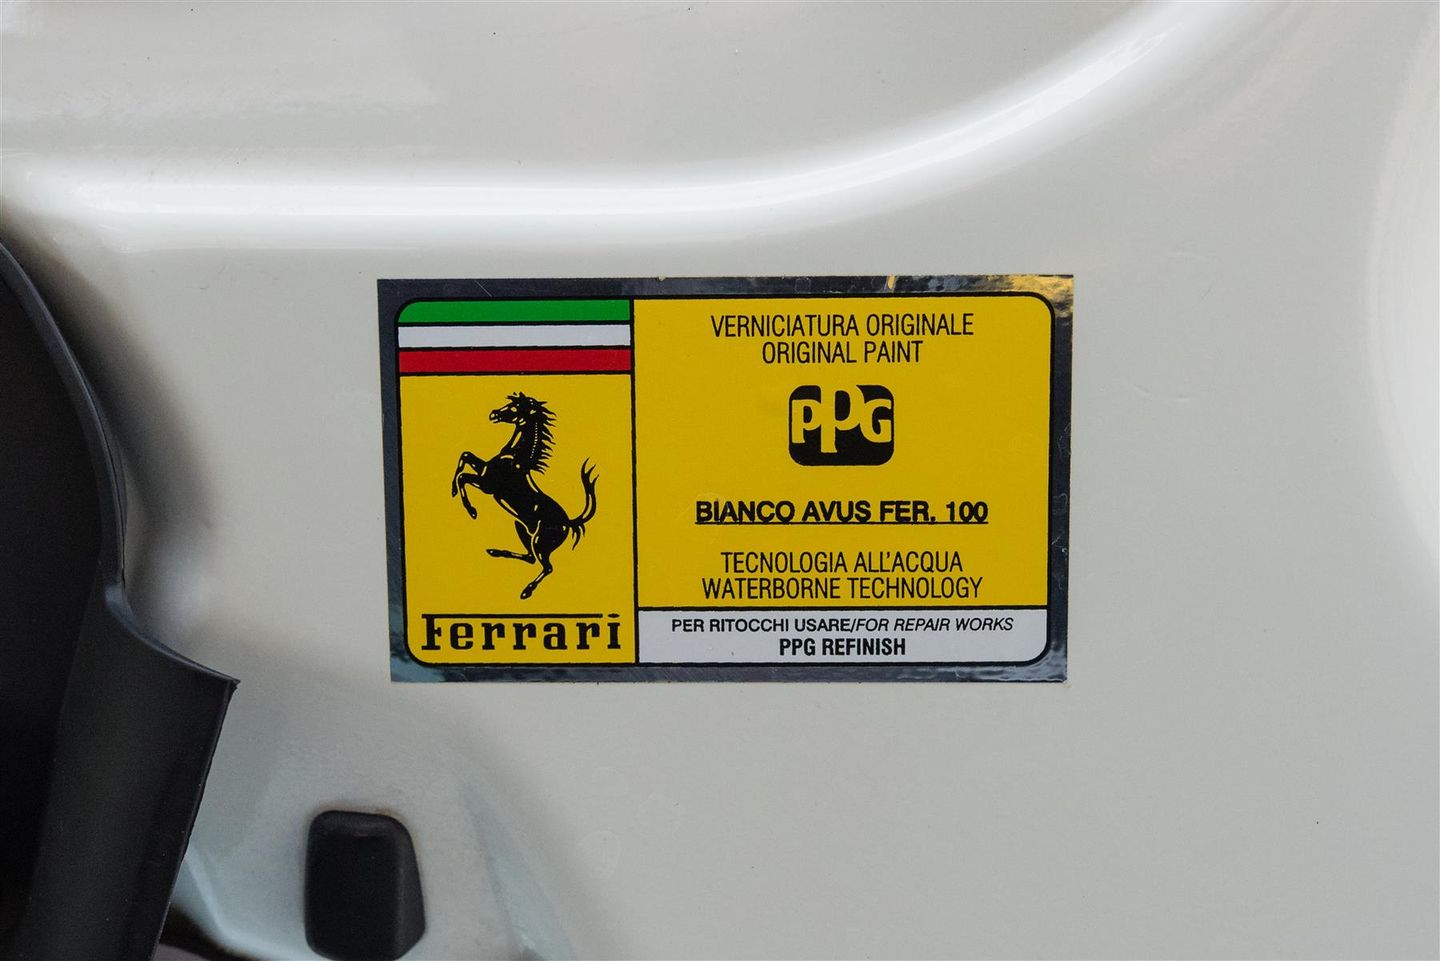 Ferrari
VERNICIATURA ORIGINALE
ORIGINAL PAINT
PPG
BIANCO AVUS FER. 100
TECNOLOGIA ALL'ACQUA
WATERBORNE TECHNOLOGY
PER RITOCCHI USARE/FOR REPAIR WORKS
PPG REFINISH